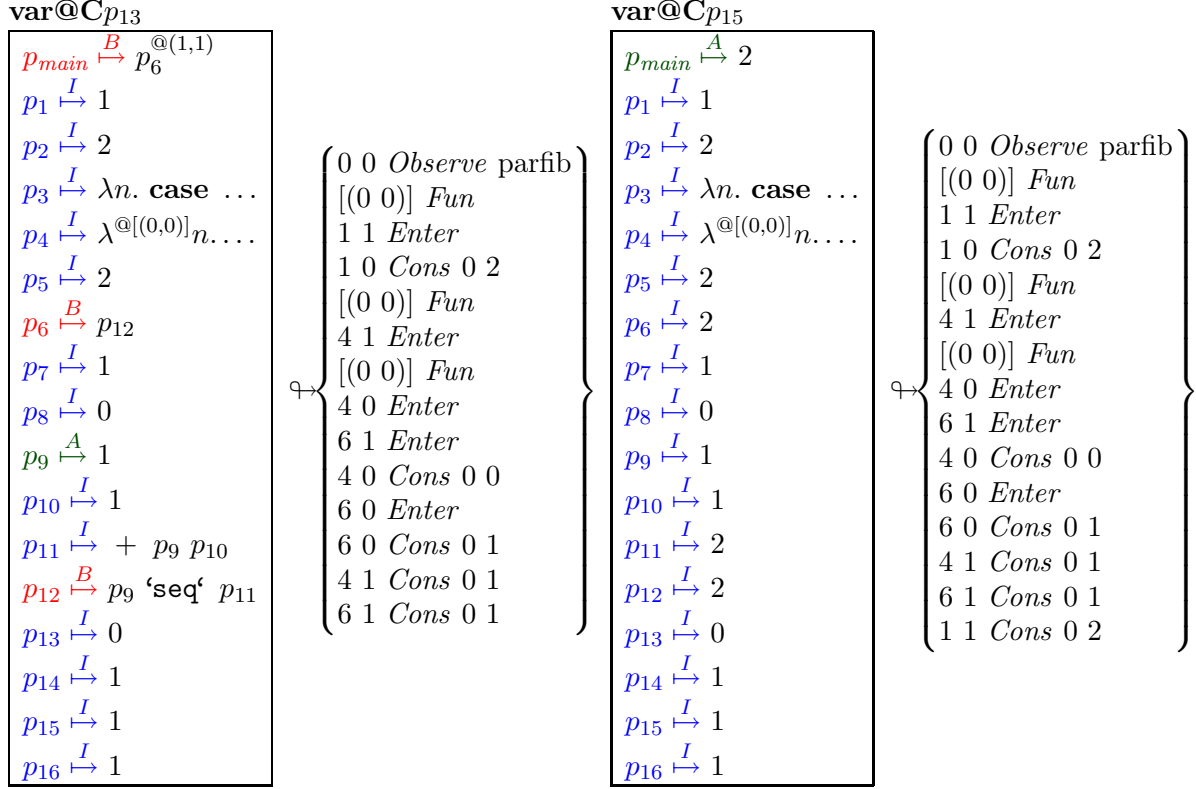 var@Cp₁₃
p_main ↦^B p₆^@(1,1)
p₁ ↦^I 1
p₂ ↦^I 2
p₃ ↦^I λn. case …
p₄ ↦^I λ^@[(0,0)]n.…
p₅ ↦^I 2
p₆ ↦^B p₁₂
p₇ ↦^I 1
p₈ ↦^I 0
p₉ ↦^A 1
p₁₀ ↦^I 1
p₁₁ ↦^I + p₉ p₁₀
p₁₂ ↦^B p₉ ‘seq‘ p₁₁
p₁₃ ↦^I 0
p₁₄ ↦^I 1
p₁₅ ↦^I 1
p₁₆ ↦^I 1
0 0 Observe parfib
[(0 0)] Fun
1 1 Enter
1 0 Cons 0 2
[(0 0)] Fun
4 1 Enter
[(0 0)] Fun
4 0 Enter
6 1 Enter
4 0 Cons 0 0
6 0 Enter
6 0 Cons 0 1
4 1 Cons 0 1
6 1 Cons 0 1
var@Cp₁₅
p_main ↦^A 2
p₁ ↦^I 1
p₂ ↦^I 2
p₃ ↦^I λn. case …
p₄ ↦^I λ^@[(0,0)]n.…
p₅ ↦^I 2
p₆ ↦^I 2
p₇ ↦^I 1
p₈ ↦^I 0
p₉ ↦^I 1
p₁₀ ↦^I 1
p₁₁ ↦^I 2
p₁₂ ↦^I 2
p₁₃ ↦^I 0
p₁₄ ↦^I 1
p₁₅ ↦^I 1
p₁₆ ↦^I 1
0 0 Observe parfib
[(0 0)] Fun
1 1 Enter
1 0 Cons 0 2
[(0 0)] Fun
4 1 Enter
[(0 0)] Fun
4 0 Enter
6 1 Enter
4 0 Cons 0 0
6 0 Enter
6 0 Cons 0 1
4 1 Cons 0 1
6 1 Cons 0 1
1 1 Cons 0 2